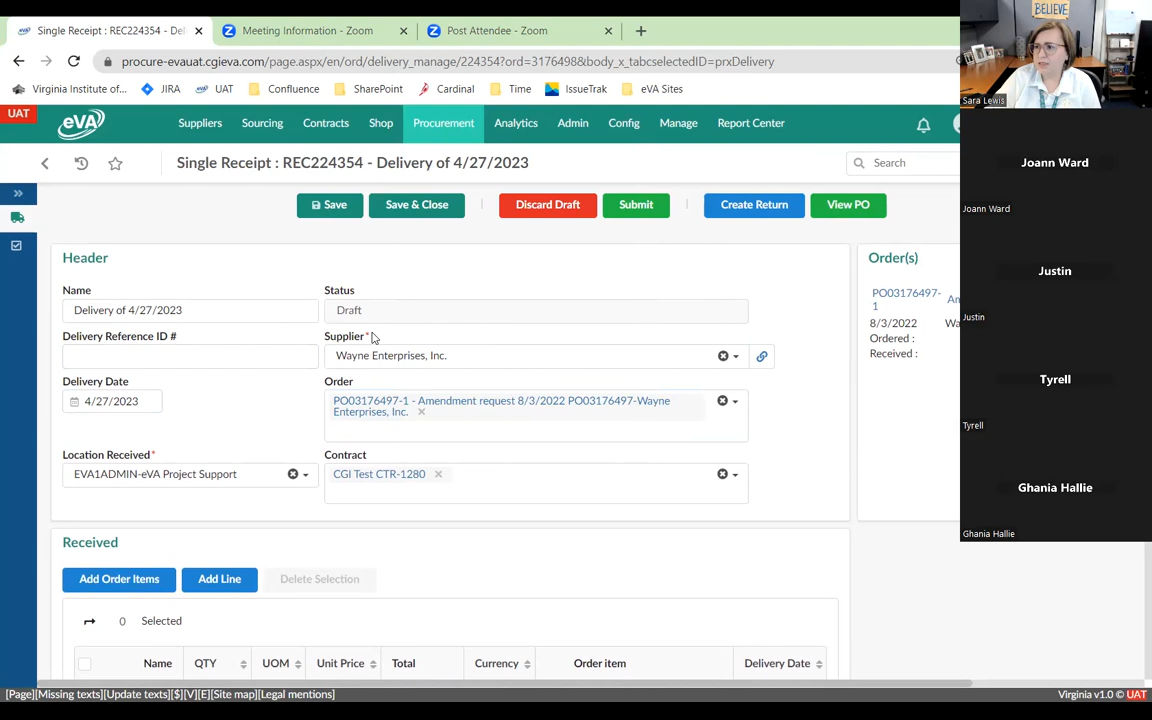 Single Receipt : REC224354 - Del
Meeting Information - Zoom
Post Attendee - Zoom
procure-evauat.cgieva.com/page.aspx/en/ord/delivery_manage/224354?ord=3176498&body_x_tabcselectedID=prxDelivery
Virginia Institute of...
JIRA
UAT
Confluence
SharePoint
Cardinal
Time
IssueTrak
eVA Sites
UAT
eVA
Suppliers
Sourcing
Contracts
Shop
Procurement
Analytics
Admin
Config
Manage
Report Center
Single Receipt : REC224354 - Delivery of 4/27/2023
Search
Save
Save & Close
Discard Draft
Submit
Create Return
View PO
Header
Name
Status
Delivery of 4/27/2023
Draft
Delivery Reference ID #
Supplier*
Wayne Enterprises, Inc.
Delivery Date
Order
4/27/2023
PO03176497-1 - Amendment request 8/3/2022 PO03176497-Wayne
Enterprises, Inc.
Location Received*
Contract
EVA1ADMIN-eVA Project Support
CGI Test CTR-1280
Order(s)
PO03176497-
1
Am
8/3/2022
Wa
Ordered :
Received :
Received
Add Order Items
Add Line
Delete Selection
0 Selected
Name
QTY
UOM
Unit Price
Total
Currency
Order item
Delivery Date
[Page][Missing texts][Update texts][$][V][E][Site map][Legal mentions]
Virginia v1.0 UAT
BELIEVE
Sara Lewis
Joann Ward
Joann Ward
Justin
Justin
Tyrell
Tyrell
Ghania Hallie
Ghania Hallie